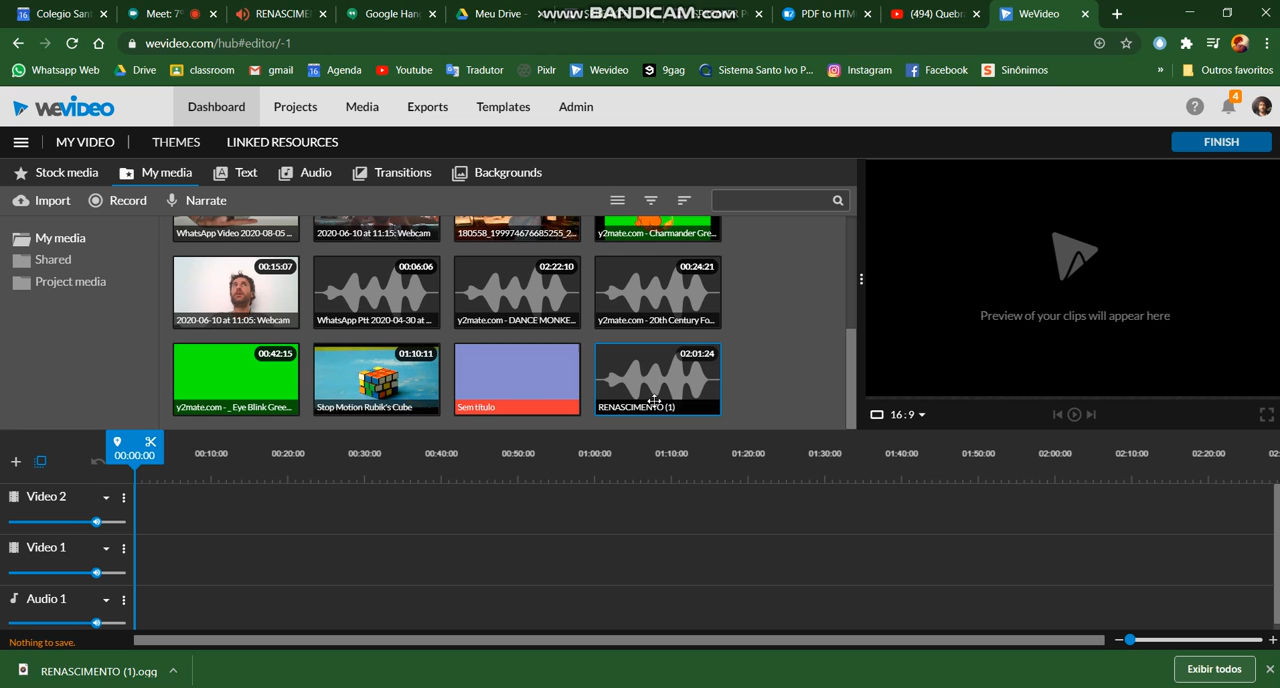 Colegio San
Meet: 7
RENASCIME
Google Han
Meu Drive -
www.BANDICAM.com
PDF to HTM
(494) Quebr
WeVideo
wevideo.com/hub#editor/-1
Whatsapp Web
Drive
classroom
gmail
16 Agenda
Youtube
Tradutor
Pixlr
Wevideo
9gag
Sistema Santo Ivo P...
Instagram
Facebook
S Sinônimos
»
Outros favoritos
WEVIDEO
Dashboard
Projects
Media
Exports
Templates
Admin
4
MY VIDEO
THEMES
LINKED RESOURCES
FINISH
Stock media
My media
Text
Audio
Transitions
Backgrounds
Import
Record
Narrate
My media
Shared
Project media
WhatsApp Video 2020-08-05 ...
2020-06-10 at 11:15: Webcam
180558_199974676685255_2...
y2mate.com - Charmander Gre...
00:15:07
2020-06-10 at 11:05: Webcam
00:06:06
WhatsApp Ptt 2020-04-30 at ...
02:22:10
y2mate.com - DANCE MONKE...
00:24:21
y2mate.com - 20th Century Fo...
00:42:15
y2mate.com - _ Eye Blink Gree...
01:10:11
Stop Motion Rubik's Cube
Sem título
02:01:24
RENASCIMENTO (1)
Preview of your clips will appear here
16:9
00:00:00
00:10:00
00:20:00
00:30:00
00:40:00
00:50:00
01:00:00
01:10:00
01:20:00
01:30:00
01:40:00
01:50:00
02:00:00
02:10:00
02:20:00
Video 2
Video 1
Audio 1
Nothing to save.
RENASCIMENTO (1).ogg
Exibir todos